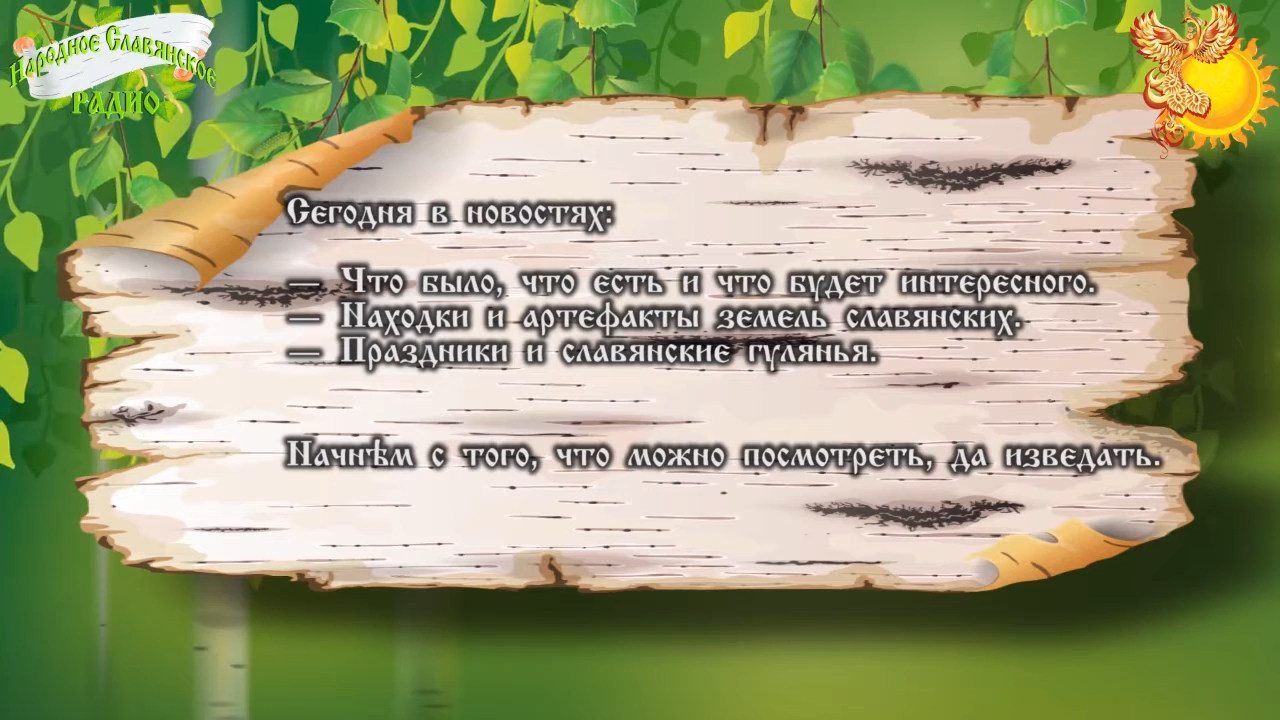 Народное Славянское
РАДИО
Сегодня в новостях:
— Что было, что есть и что будет интересного.
— Находки и артефакты земель славянских.
— Праздники и славянские гулянья.
Начнѣм с того, что можно посмотреть, да изведать.